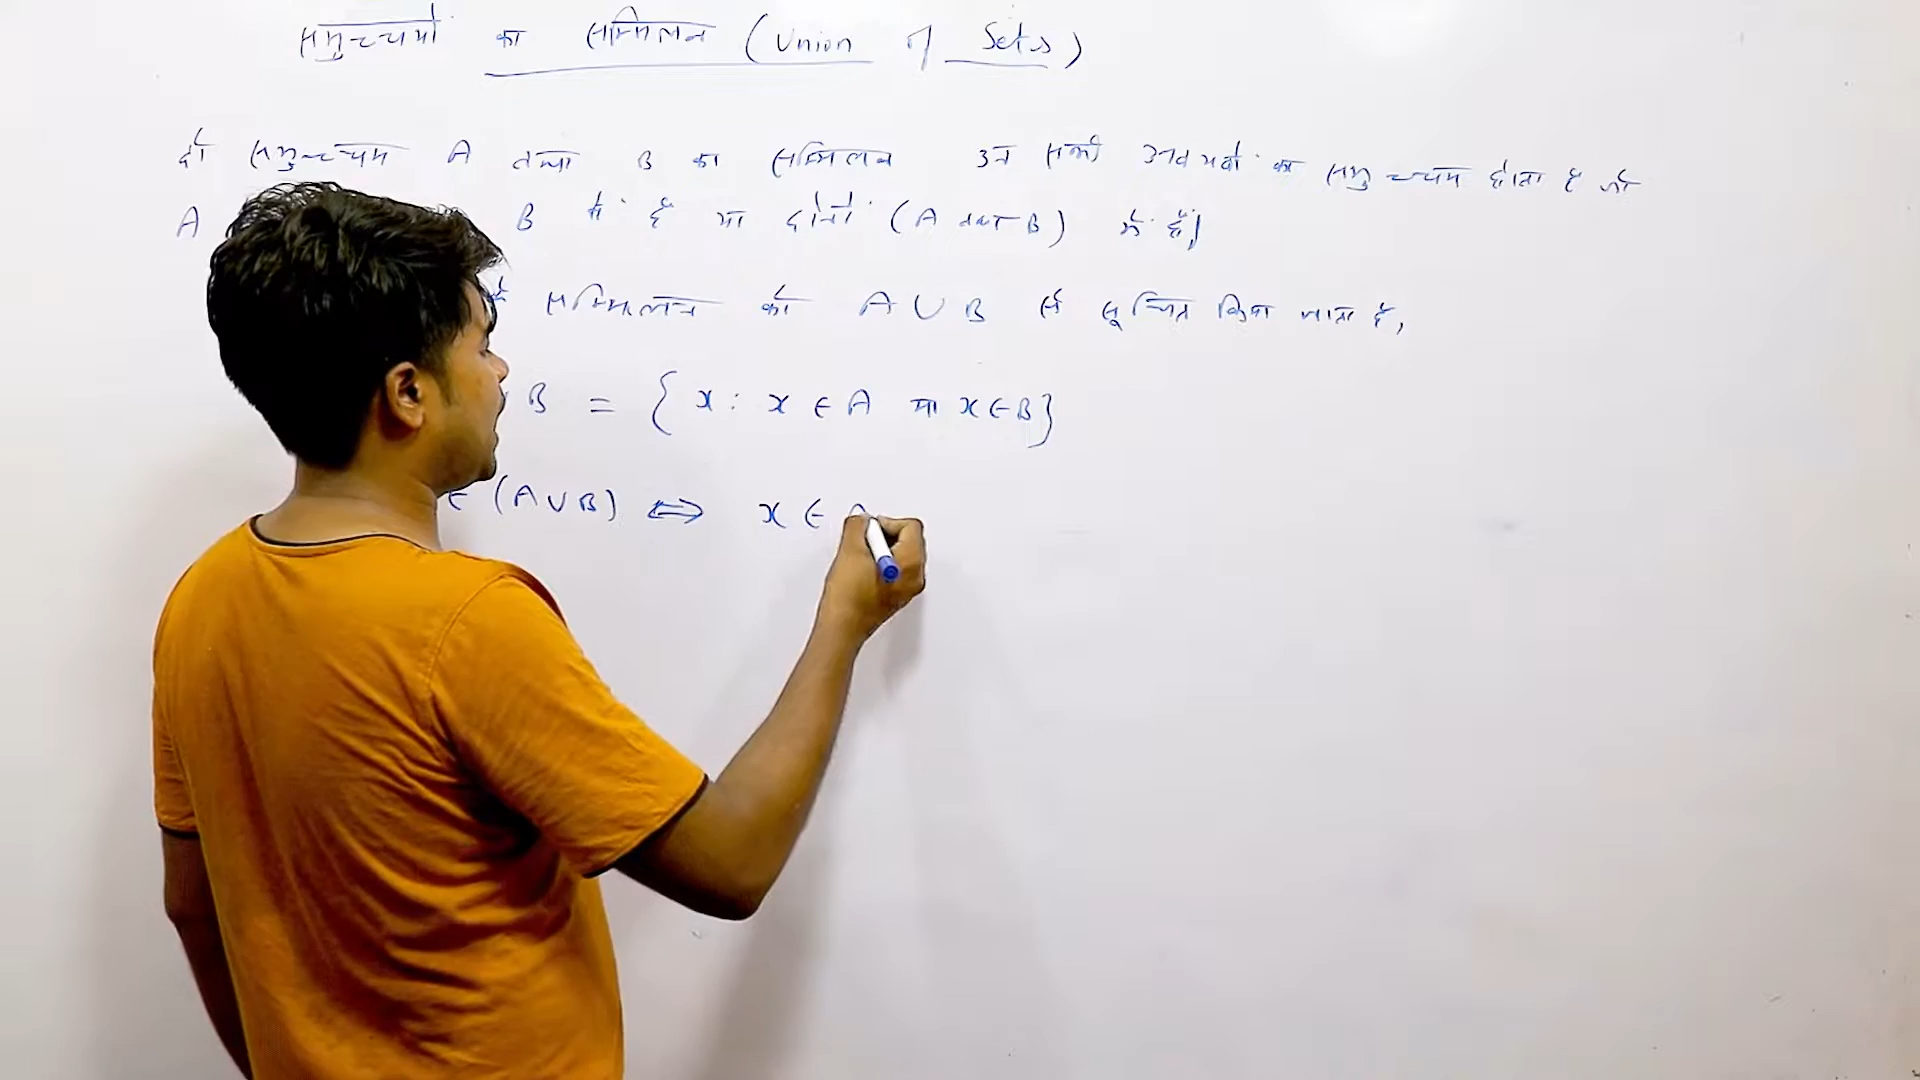 समुच्चयों का सम्मिलन (Union of Sets)
दो समुच्चय A तथा B का सम्मिलन उन सभी अवयवों का समुच्चय होता है जो
A B में हैं या दोनों (A तथा B) में हैं।
सम्मिलन को A ∪ B से सूचित किया जाता है,
B = { x : x ∈ A या x ∈ B}
∈ (A ∪ B) ⇔ x ∈ A